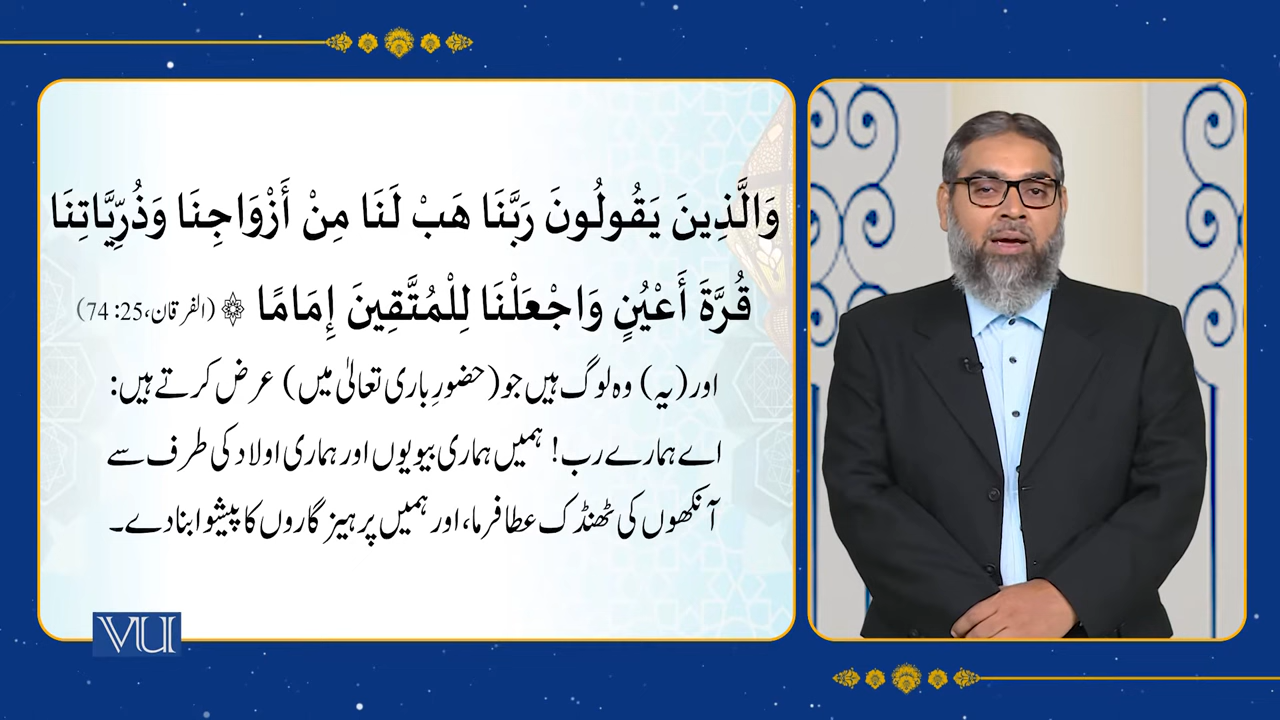 وَالَّذِينَ يَقُولُونَ رَبَّنَا هَبْ لَنَا مِنْ أَزْوَاجِنَا وَذُرِّيَّاتِنَا
قُرَّةَ أَعْيُنٍ وَاجْعَلْنَا لِلْمُتَّقِينَ إِمَامًا ۞ (الفرقان،25: 74)
اور (یہ) وہ لوگ ہیں جو (حضورِ باری تعالیٰ میں) عرض کرتے ہیں:
اے ہمارے رب! ہمیں ہماری بیویوں اور ہماری اولاد کی طرف سے
آنکھوں کی ٹھنڈک عطا فرما، اور ہمیں پرہیزگاروں کا پیشوا بنا دے۔
VU